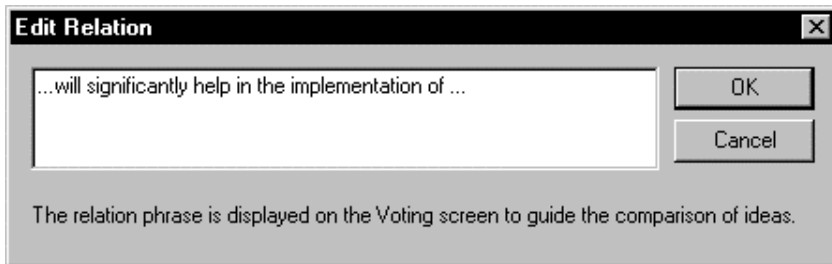 Edit Relation
...will significantly help in the implementation of ...
OK
Cancel
The relation phrase is displayed on the Voting screen to guide the comparison of ideas.